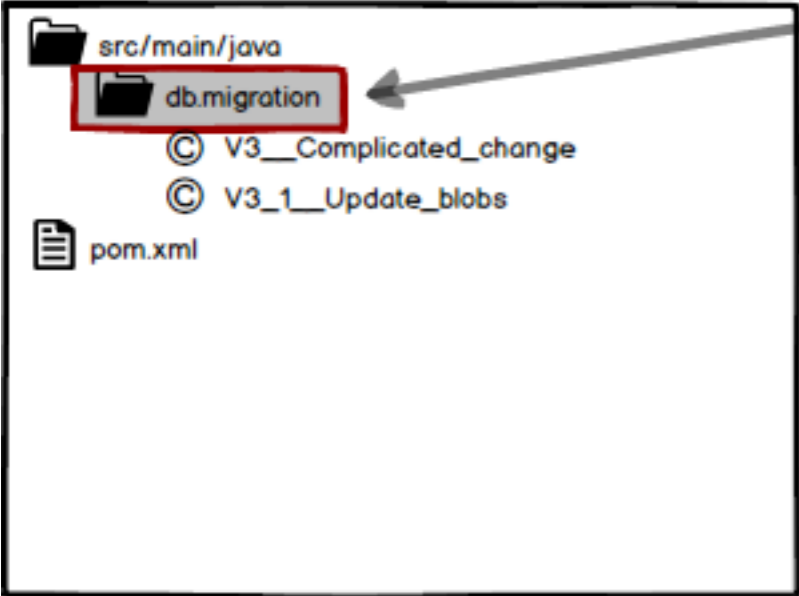 src/main/java
db.migration
© V3__Complicated_change
© V3_1__Update_blobs
pom.xml